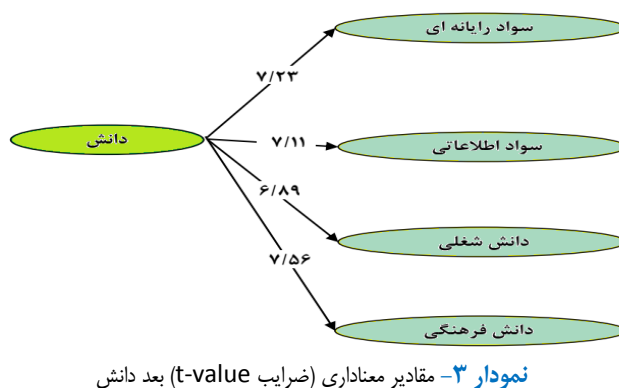 سواد رایانه ای
۷/۲۳
دانش
۷/۱۱
سواد اطلاعاتی
۶/۸۹
دانش شغلی
۷/۵۶
دانش فرهنگی
نمودار ۳- مقادیر معناداری (ضرایب t-value) بعد دانش